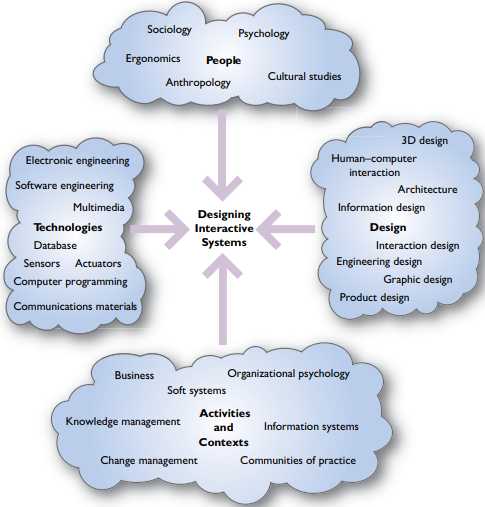 Sociology
Psychology
Ergonomics
People
Anthropology
Cultural studies
Electronic engineering
Software engineering
Multimedia
Technologies
Database
Sensors
Actuators
Computer programming
Communications materials
Designing
Interactive
Systems
3D design
Human–computer
interaction
Architecture
Information design
Design
Interaction design
Engineering design
Graphic design
Product design
Business
Organizational psychology
Soft systems
Knowledge management
Activities
and
Contexts
Information systems
Change management
Communities of practice